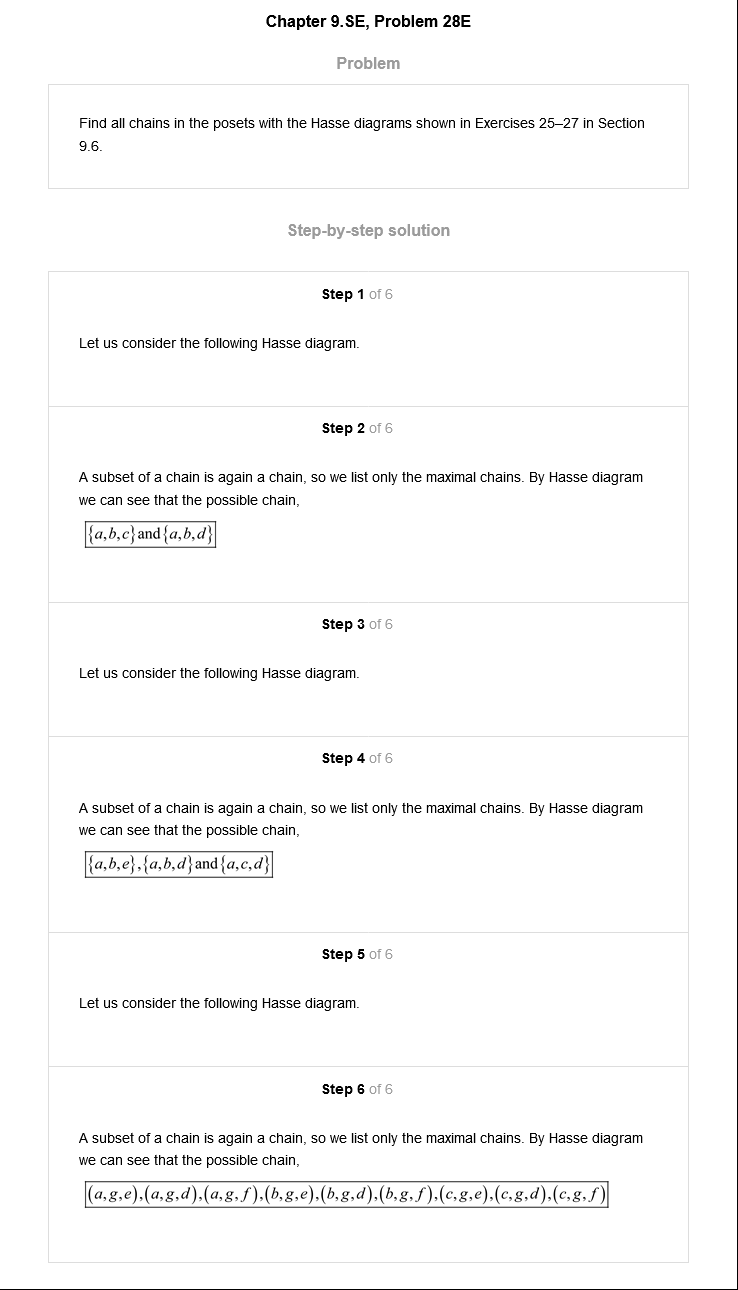 Chapter 9.SE, Problem 28E
Problem
Find all chains in the posets with the Hasse diagrams shown in Exercises 25–27 in Section
9.6.
Step-by-step solution
Step 1 of 6
Let us consider the following Hasse diagram.
Step 2 of 6
A subset of a chain is again a chain, so we list only the maximal chains. By Hasse diagram
we can see that the possible chain,
{a,b,c}and{a,b,d}
Step 3 of 6
Let us consider the following Hasse diagram.
Step 4 of 6
A subset of a chain is again a chain, so we list only the maximal chains. By Hasse diagram
we can see that the possible chain,
{a,b,e},{a,b,d}and{a,c,d}
Step 5 of 6
Let us consider the following Hasse diagram.
Step 6 of 6
A subset of a chain is again a chain, so we list only the maximal chains. By Hasse diagram
we can see that the possible chain,
(a,g,e),(a,g,d),(a,g,f),(b,g,e),(b,g,d),(b,g,f),(c,g,e),(c,g,d),(c,g,f)